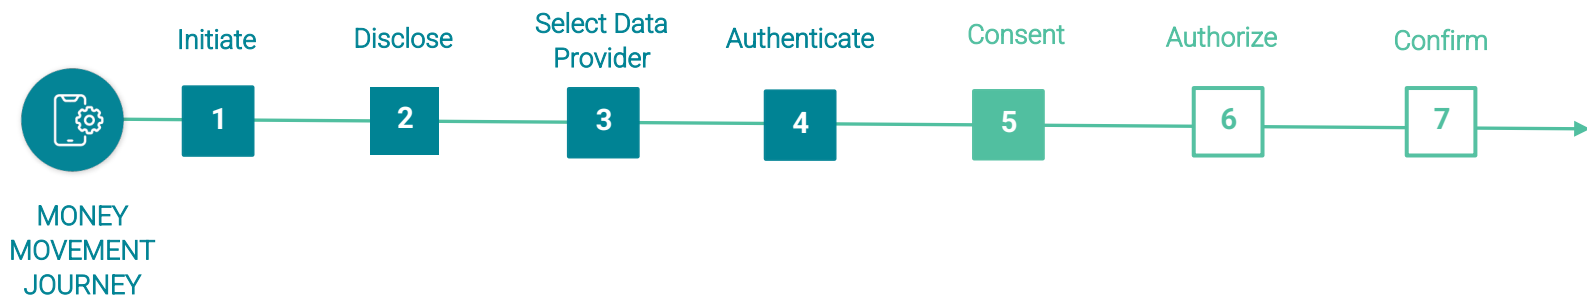 Initiate
Disclose
Select Data
Provider
Authenticate
Consent
Authorize
Confirm
1
2
3
4
5
6
7
MONEY
MOVEMENT
JOURNEY